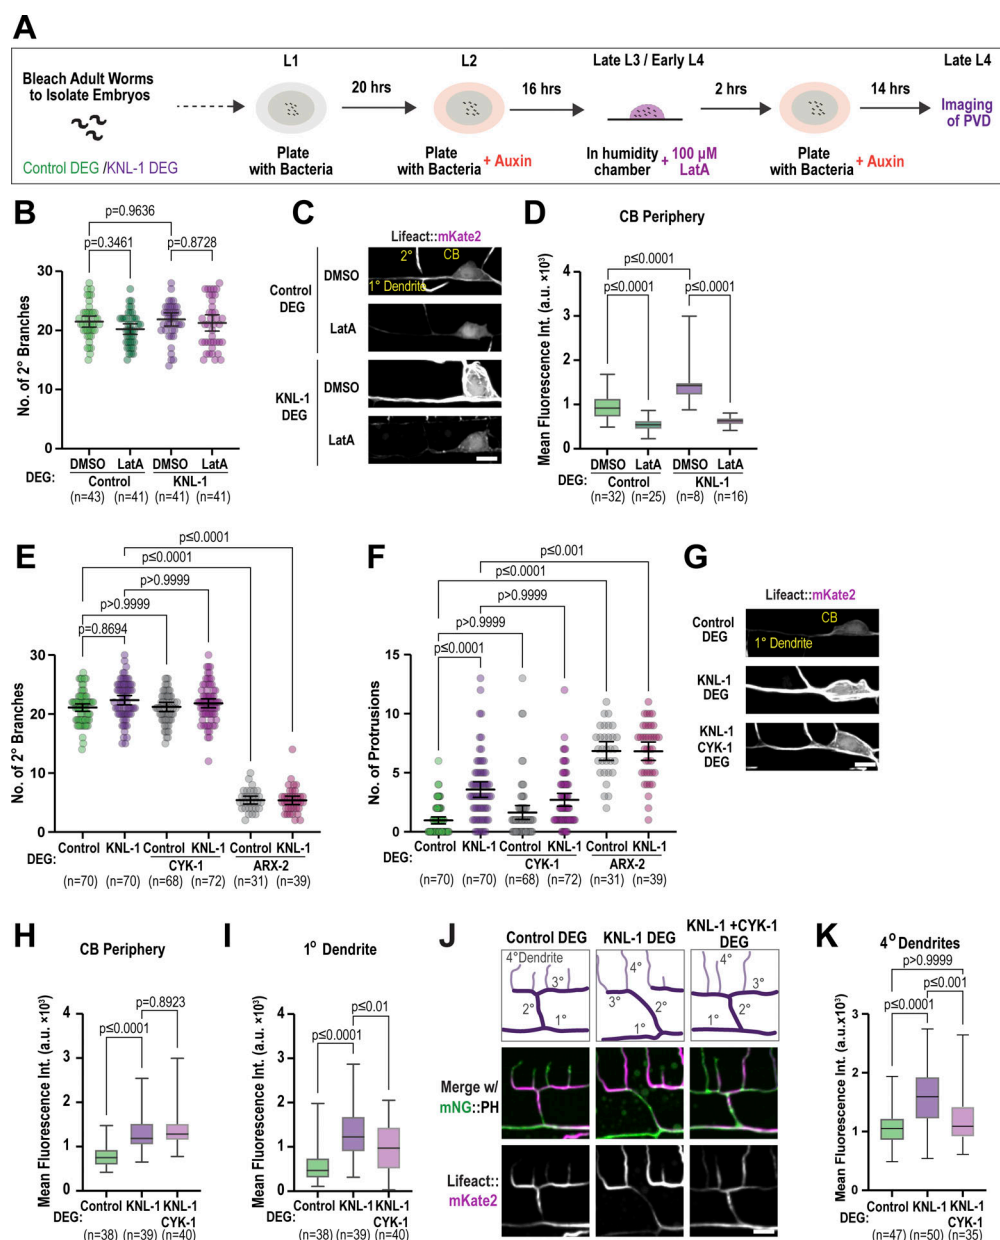 A
L1
L2
Late L3 / Early L4
Late L4
Bleach Adult Worms
to Isolate Embryos
20 hrs
16 hrs
2 hrs
14 hrs
Imaging
of PVD
Control DEG /KNL-1 DEG
Plate
with Bacteria
Plate
with Bacteria + Auxin
In humidity
chamber + 100 µM
LatA
Plate
with Bacteria + Auxin
B
p=0.9636
p=0.3461
p=0.8728
No. of 2° Branches
30
20
10
0
DMSO LatA DMSO LatA
DEG: Control KNL-1
(n=43) (n=41) (n=41) (n=41)
C
Lifeact::mKate2
2° CB
1° Dendrite
Control
DEG
DMSO
LatA
KNL-1
DEG
DMSO
LatA
D
CB Periphery
p≤0.0001
p≤0.0001 p≤0.0001
Mean Fluorescence Int. (a.u. ×10³)
4
3
2
1
0
DMSO LatA DMSO LatA
DEG: Control KNL-1
(n=32) (n=25) (n=8) (n=16)
E
p≤0.0001
p≤0.0001
p>0.9999
p>0.9999
p=0.8694
No. of 2° Branches
30
20
10
0
Control KNL-1 Control KNL-1 Control KNL-1
DEG: CYK-1 ARX-2
(n=70) (n=70) (n=68) (n=72) (n=31) (n=39)
F
p≤0.001
p≤0.0001
p>0.9999
p>0.9999
p≤0.0001
No. of Protrusions
15
10
5
0
Control KNL-1 Control KNL-1 Control KNL-1
DEG: CYK-1 ARX-2
(n=70) (n=70) (n=68) (n=72) (n=31) (n=39)
G
Lifeact::mKate2
Control
DEG
CB
1° Dendrite
KNL-1
DEG
KNL-1
CYK-1
DEG
H
CB Periphery
p=0.8923
p≤0.0001
Mean Fluorescence Int. (a.u. ×10³)
4
3
2
1
0
Control KNL-1 KNL-1
CYK-1
DEG:
(n=38) (n=39) (n=40)
I
1° Dendrite
p≤0.01
p≤0.0001
Mean Fluorescence Int. (a.u. ×10³)
4
3
2
1
0
Control KNL-1 KNL-1
CYK-1
DEG:
(n=38) (n=39) (n=40)
J
Control DEG KNL-1 DEG KNL-1 +CYK-1
DEG
4°Dendrite
3°
2°
1°
4°
3°
2°
1°
4°
3°
2°
1°
Merge w/
mNG::PH
Lifeact::
mKate2
K
4° Dendrites
p>0.9999
p≤0.0001 p≤0.001
Mean Fluorescence Int. (a.u.x10³)
4
3
2
1
0
Control KNL-1 KNL-1
CYK-1
DEG:
(n=47) (n=50) (n=35)